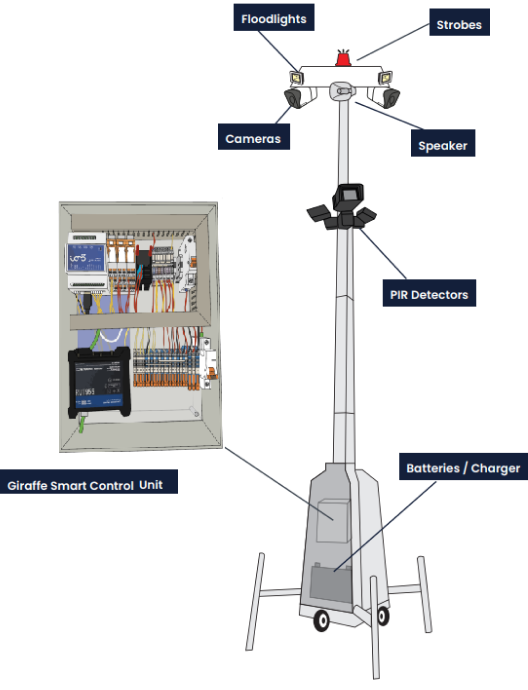 Floodlights
Strobes
Cameras
Speaker
PIR Detectors
Batteries / Charger
Giraffe Smart Control Unit